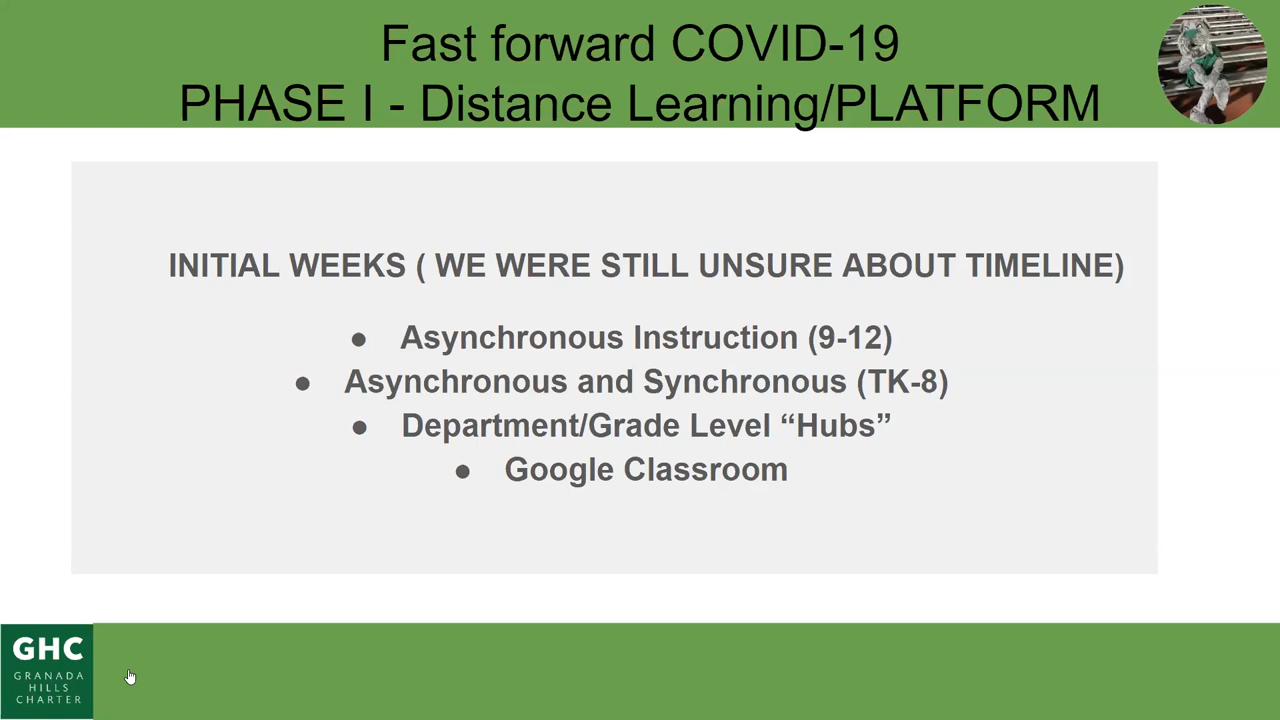 Fast forward COVID-19
PHASE I - Distance Learning/PLATFORM
INITIAL WEEKS ( WE WERE STILL UNSURE ABOUT TIMELINE)
● Asynchronous Instruction (9-12)
● Asynchronous and Synchronous (TK-8)
● Department/Grade Level “Hubs”
● Google Classroom
GHC
GRANADA
HILLS
CHARTER